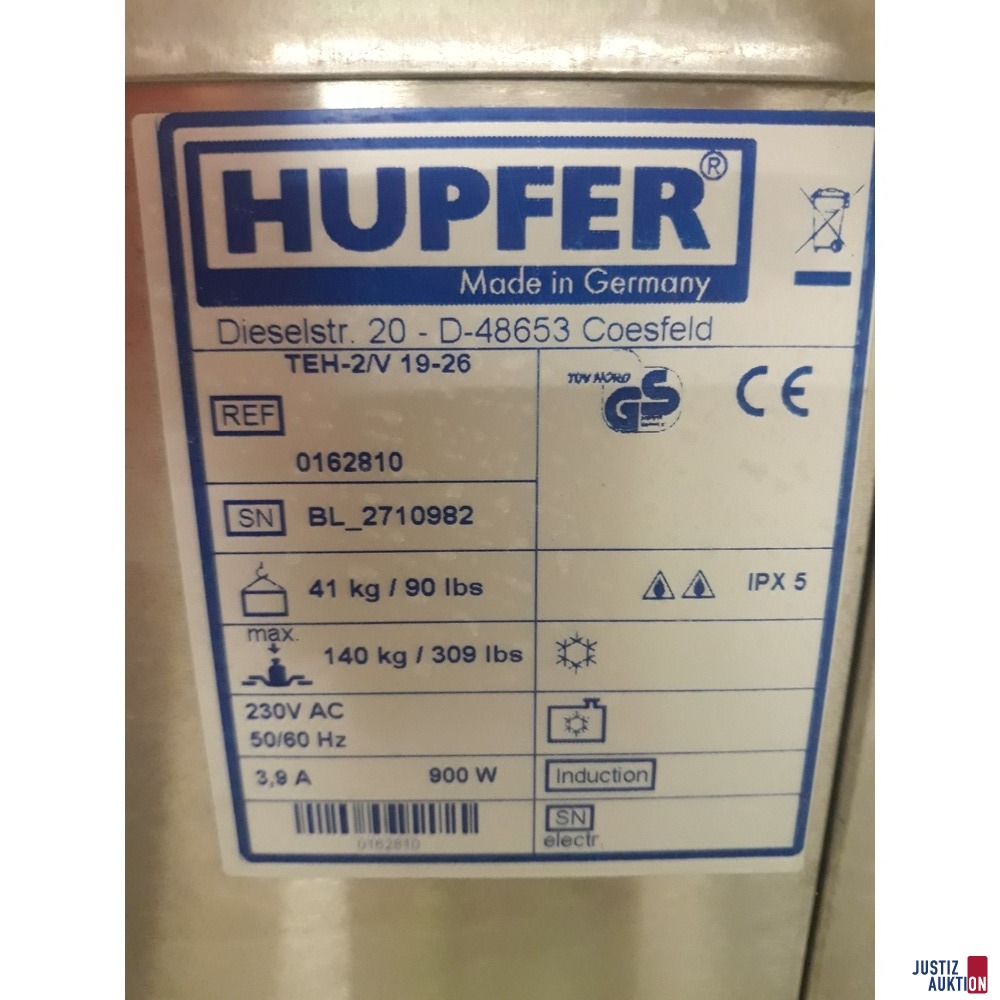 HUPFER®
Made in Germany
Dieselstr. 20 - D-48653 Coesfeld
TEH-2/V 19-26
REF
0162810
SN BL_2710982
41 kg / 90 lbs
max.
140 kg / 309 lbs
230V AC
50/60 Hz
3,9 A 900 W
0162810
TÜV NORD
GS
CE
IPX 5
Induction
SN
electr.
JUSTIZ
AUKTION